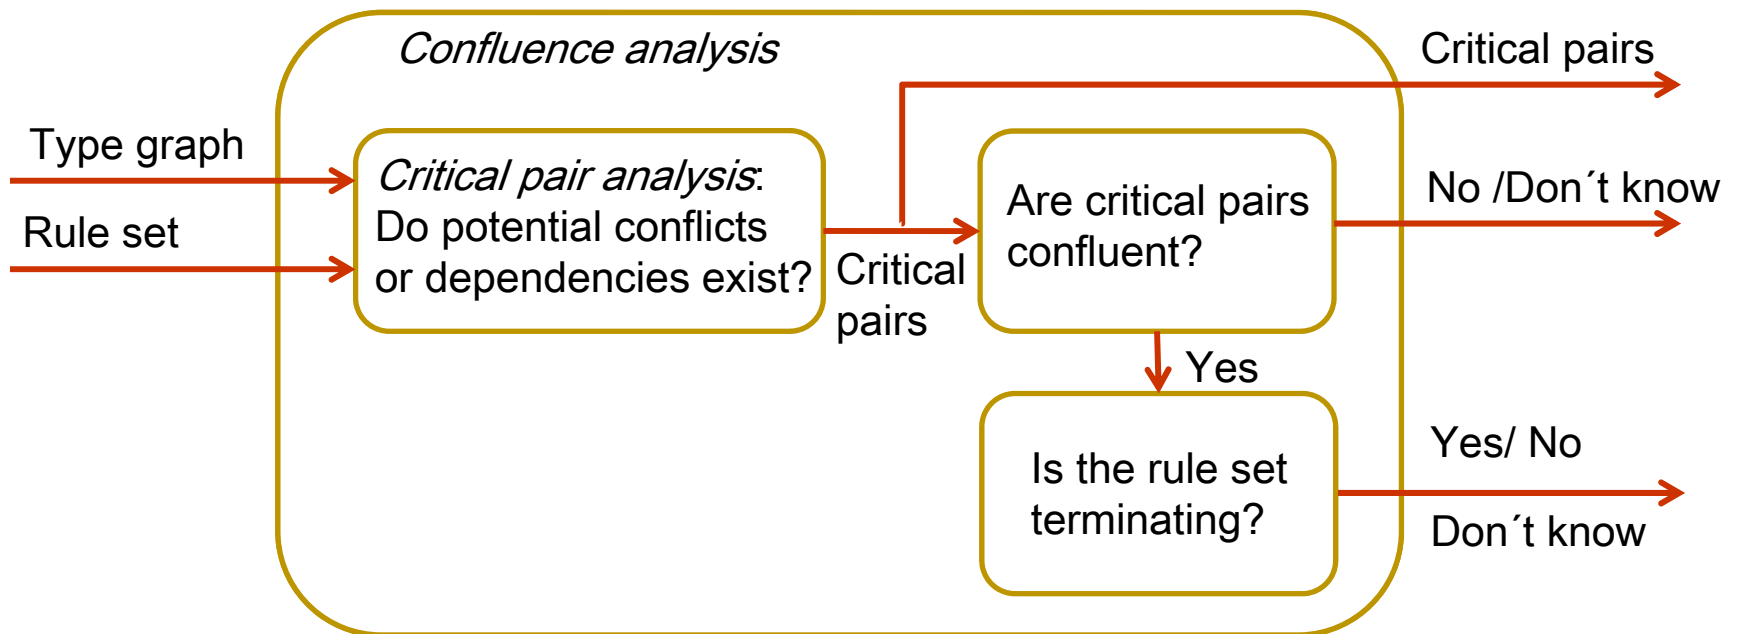 Confluence analysis
Critical pairs
Type graph
Rule set
Critical pair analysis:
Do potential conflicts
or dependencies exist?
Critical
pairs
Are critical pairs
confluent?
No /Don´t know
Yes
Is the rule set
terminating?
Yes/ No
Don´t know